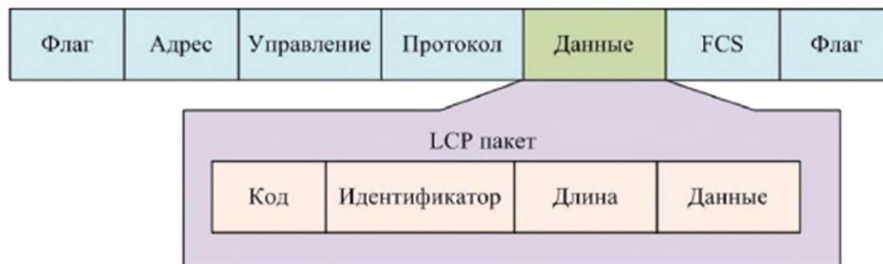 Флаг Адрес Управление Протокол Данные FCS Флаг
LCP пакет
Код Идентификатор Длина Данные